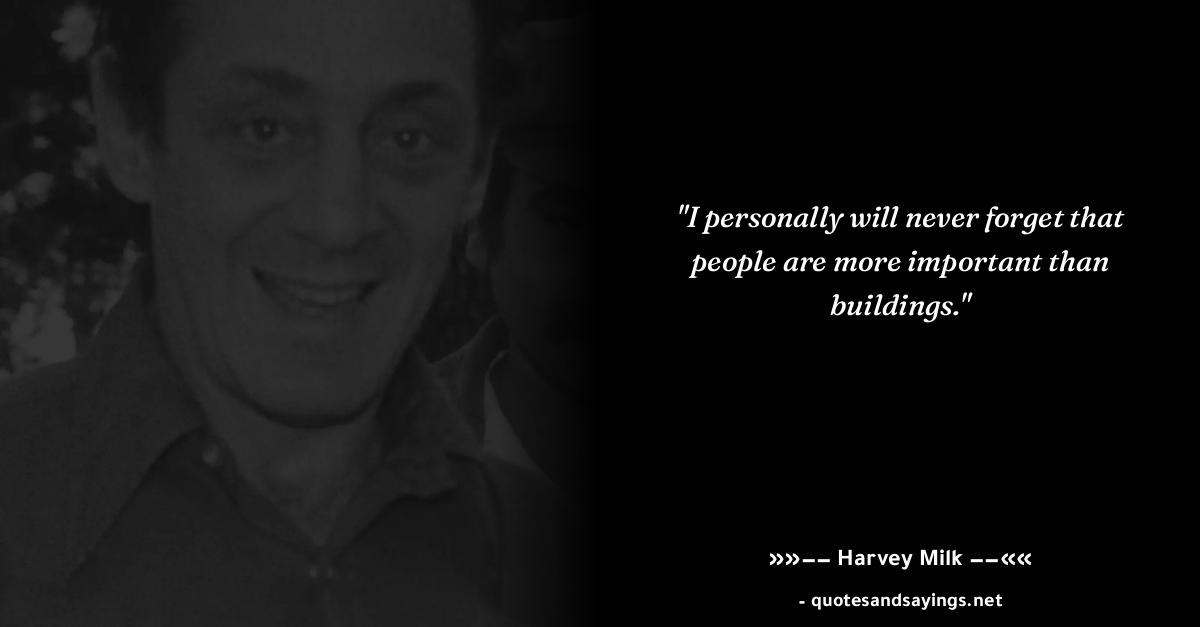 "I personally will never forget that
people are more important than
buildings."
»»−− Harvey Milk −−««
- quotesandsayings.net